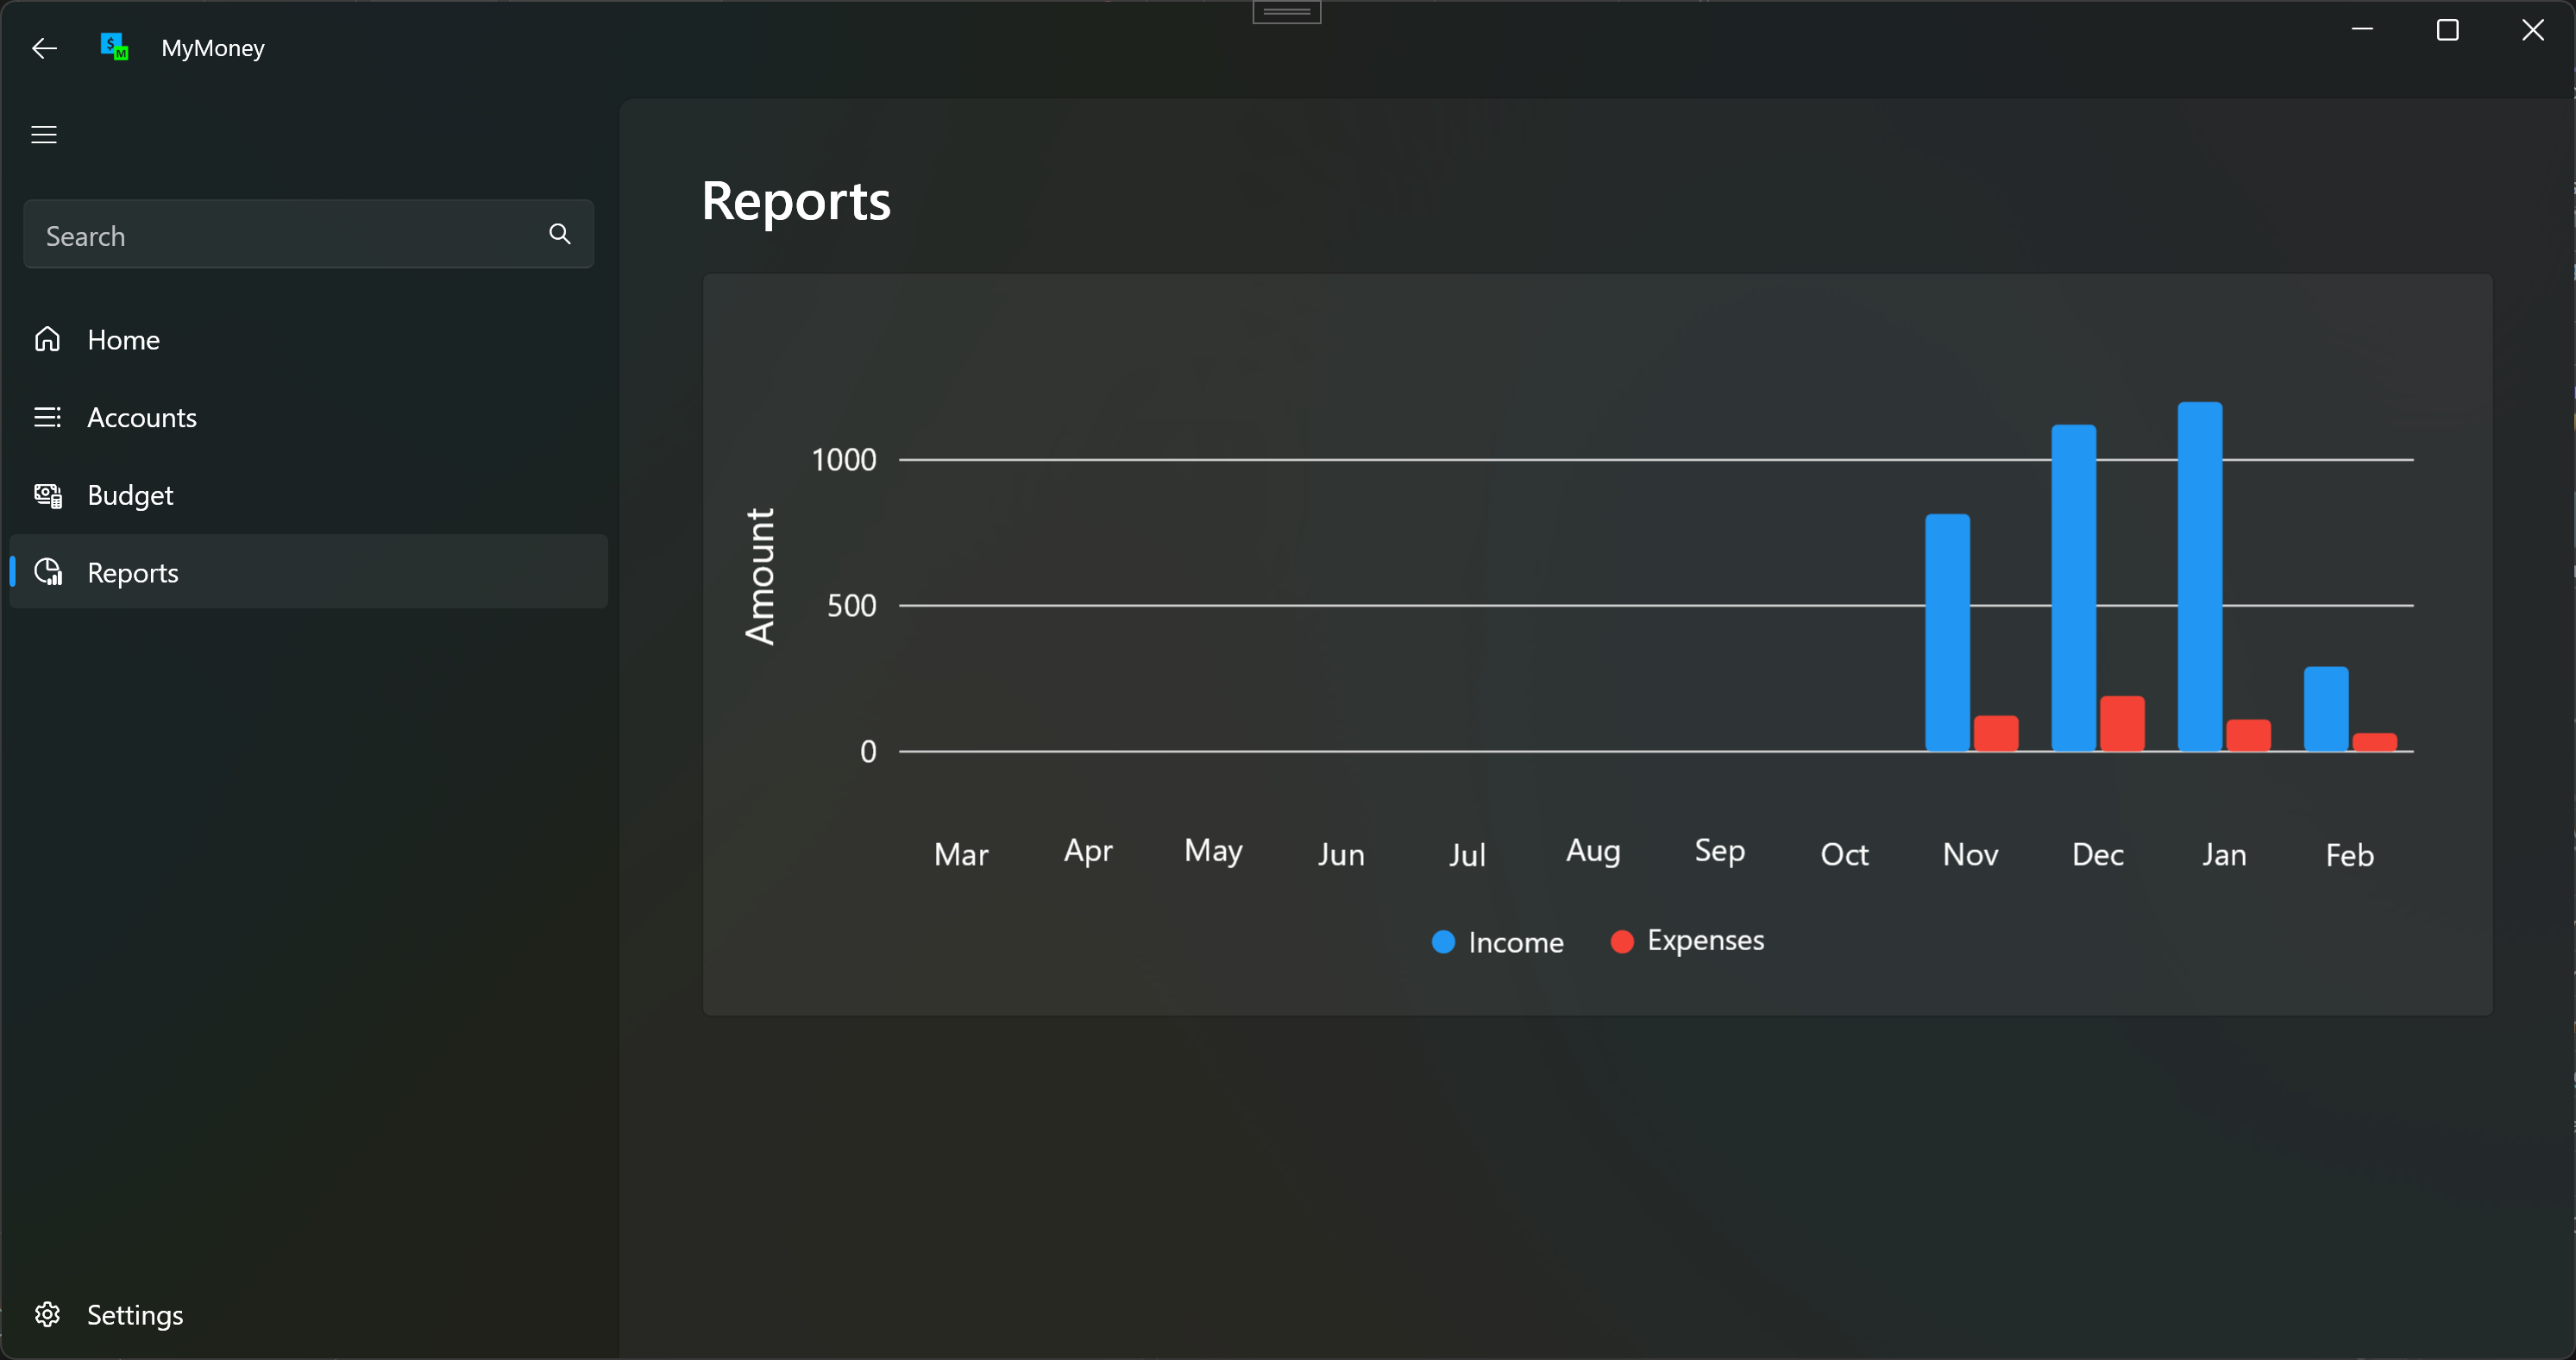 MyMoney
Search
Home
Accounts
Budget
Reports
Settings
Reports
Amount
1000
500
0
Mar Apr May Jun Jul Aug Sep Oct Nov Dec Jan Feb
Income Expenses